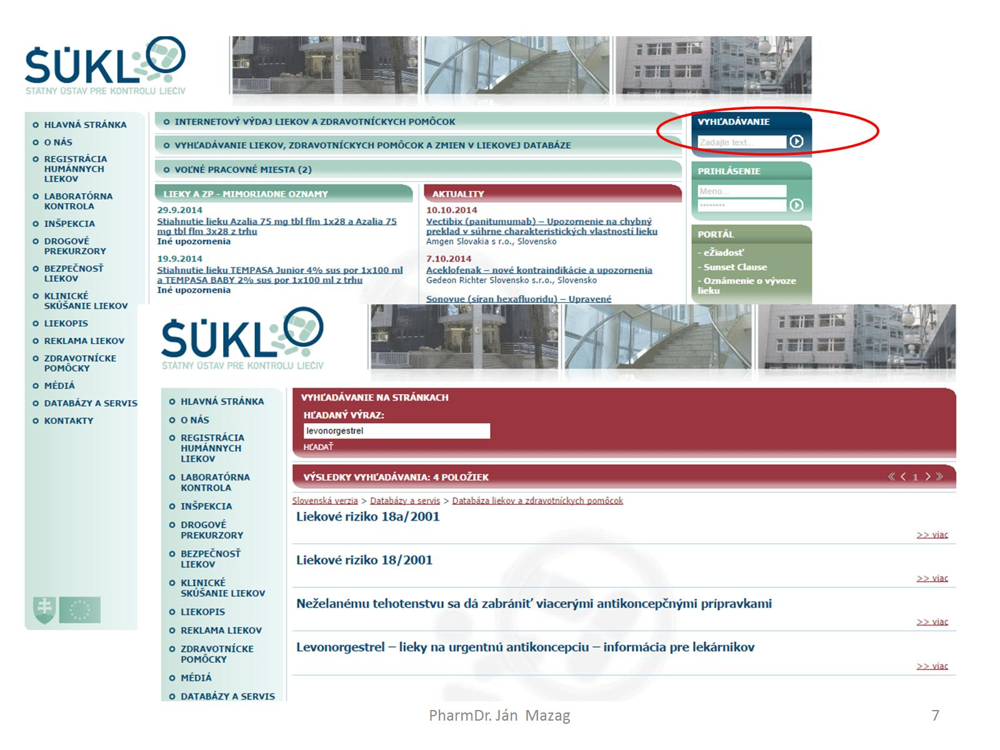 ŠÚKL
ŠTÁTNY ÚSTAV PRE KONTROLU LIEČIV
HLAVNÁ STRÁNKA
O NÁS
REGISTRÁCIA
HUMÁNNYCH
LIEKOV
LABORATÓRNA
KONTROLA
INŠPEKCIA
DROGOVÉ
PREKURZORY
BEZPEČNOSŤ
LIEKOV
KLINICKÉ
SKÚŠANIE LIEKOV
LIEKOPIS
REKLAMA LIEKOV
ZDRAVOTNÍCKE
POMÔCKY
MÉDIÁ
DATABÁZY A SERVIS
KONTAKTY
INTERNETOVÝ VÝDAJ LIEKOV A ZDRAVOTNÍCKYCH POMÔCOK
VYHĽADÁVANIE LIEKOV, ZDRAVOTNÍCKYCH POMÔCOK A ZMIEN V LIEKOVEJ DATABÁZE
VOĽNÉ PRACOVNÉ MIESTA (2)
LIEKY A ZP - MIMORIADNE OZNAMY
29.9.2014
Stiahnutie lieku Azalia 75 mg tbl flm 1x28 a Azalia 75
mg tbl flm 3x28 z trhu
Iné upozornenia
19.9.2014
Stiahnutie lieku TEMPASA Junior 4% sus por 1x100 ml
a TEMPASA BABY 2% sus por 1x100 ml z trhu
Iné upozornenia
AKTUALITY
10.10.2014
Vectibix (panitumumab) – Upozornenie na chybný
preklad v súhrne charakteristických vlastností lieku
Amgen Slovakia s r.o., Slovensko
7.10.2014
Aceklofenak – nové kontraindikácie a upozornenia
Gedeon Richter Slovensko s.r.o., Slovensko
Sonovue (síran hexafluoridu) – Upravené
VYHĽADÁVANIE
Zadajte text...
PRIHLÁSENIE
Meno...
••••••••
PORTÁL
- eŽiadosť
- Sunset Clause
- Oznámenie o vývoze
lieku
ŠÚKL
ŠTÁTNY ÚSTAV PRE KONTROLU LIEČIV
HLAVNÁ STRÁNKA
O NÁS
REGISTRÁCIA
HUMÁNNYCH
LIEKOV
LABORATÓRNA
KONTROLA
INŠPEKCIA
DROGOVÉ
PREKURZORY
BEZPEČNOSŤ
LIEKOV
KLINICKÉ
SKÚŠANIE LIEKOV
LIEKOPIS
REKLAMA LIEKOV
ZDRAVOTNÍCKE
POMÔCKY
MÉDIÁ
DATABÁZY A SERVIS
VYHĽADÁVANIE NA STRÁNKACH
HĽADANÝ VÝRAZ:
levonorgestrel
HĽADAŤ
VÝSLEDKY VYHĽADÁVANIA: 4 POLOŽIEK
« < 1 > »
Slovenská verzia > Databázy a servis > Databáza liekov a zdravotníckych pomôcok
Liekové riziko 18a/2001
>> viac
Liekové riziko 18/2001
>> viac
Neželanému tehotenstvu sa dá zabrániť viacerými antikoncepčnými prípravkami
>> viac
Levonorgestrel – lieky na urgentnú antikoncepciu – informácia pre lekárnikov
>> viac
PharmDr. Ján Mazag
7